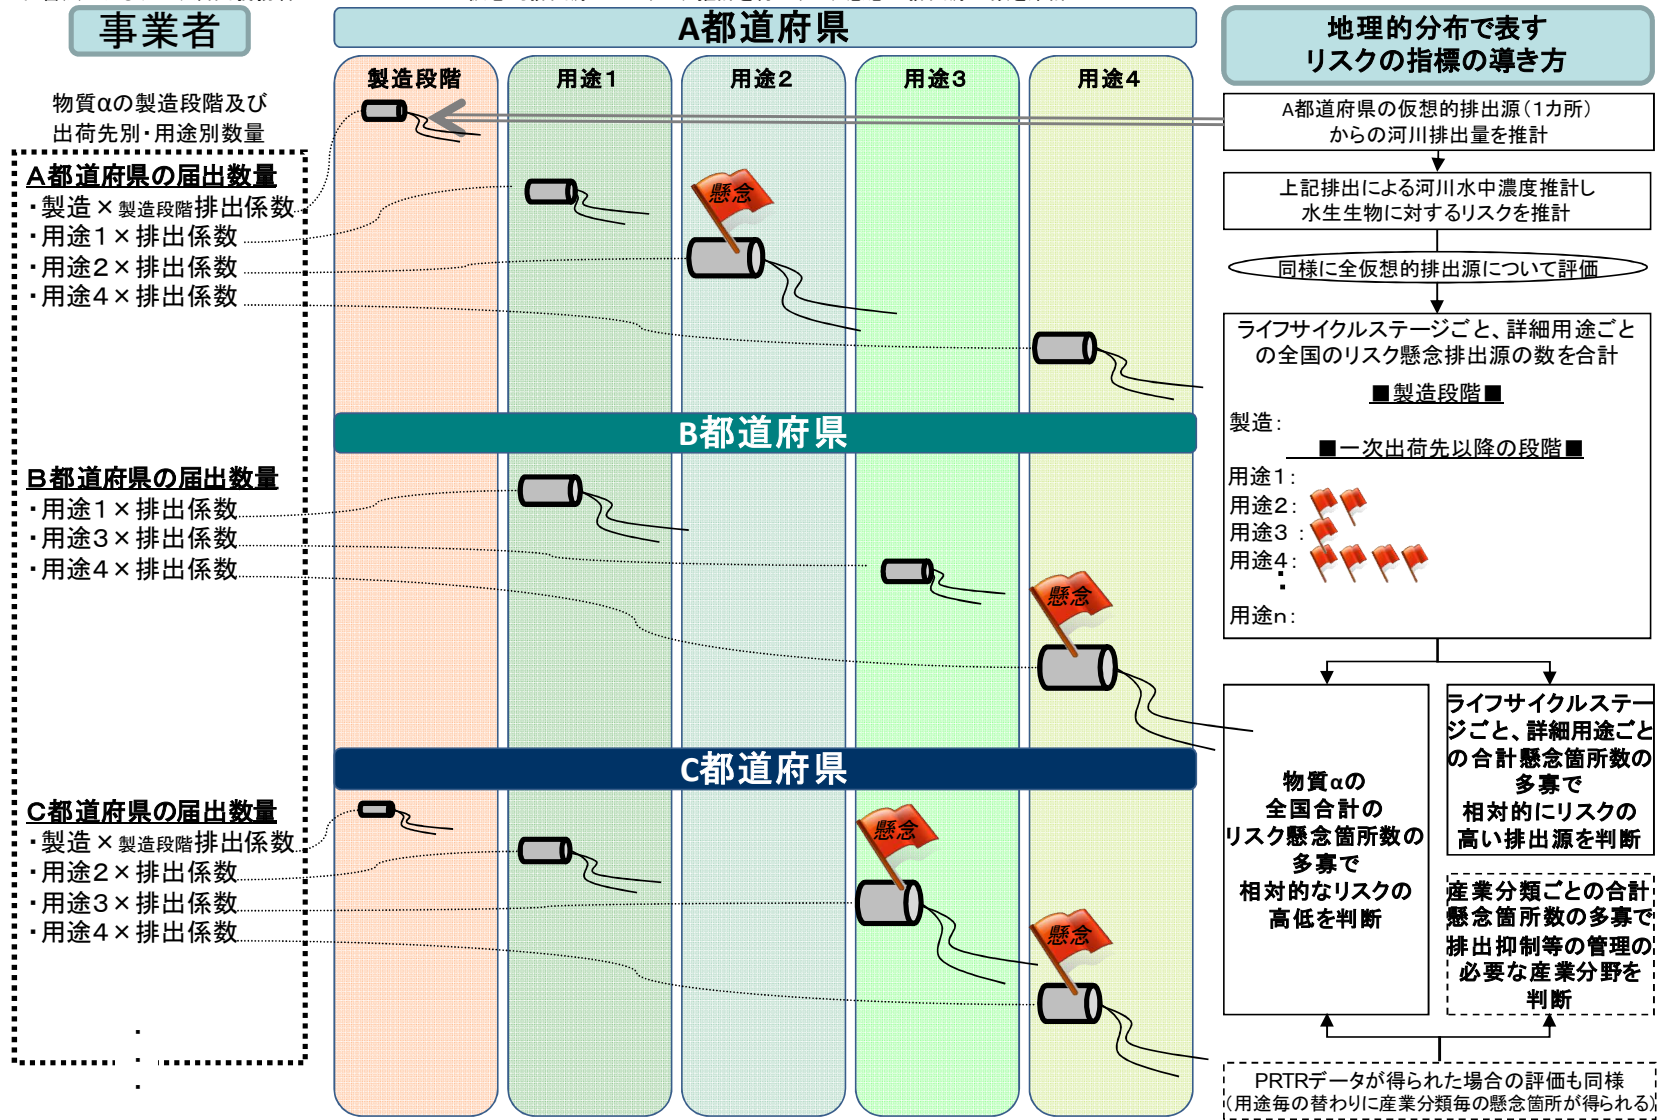 事業者
物質αの製造段階及び
出荷先別・用途別数量
A都道府県の届出数量
・製造×製造段階排出係数
・用途1×排出係数
・用途2×排出係数
・用途4×排出係数
B都道府県の届出数量
・用途1×排出係数
・用途3×排出係数
・用途4×排出係数
C都道府県の届出数量
・製造×製造段階排出係数
・用途2×排出係数
・用途3×排出係数
・用途4×排出係数
・
・
・
A都道府県
製造段階
用途1
用途2
用途3
用途4
懸念
B都道府県
懸念
C都道府県
懸念
懸念
地理的分布で表す
リスクの指標の導き方
A都道府県の仮想的排出源(1カ所)
からの河川排出量を推計
上記排出による河川水中濃度推計し
水生生物に対するリスクを推計
同様に全仮想的排出源について評価
ライフサイクルステージごと、詳細用途ごと
の全国のリスク懸念排出源の数を合計
■製造段階■
製造:
■一次出荷先以降の段階■
用途1:
用途2:
用途3:
用途4:
・
・
用途n:
物質αの
全国合計の
リスク懸念箇所数の
多寡で
相対的なリスクの
高低を判断
ライフサイクルステー
ジごと、詳細用途ごと
の合計懸念箇所数の
多寡で
相対的にリスクの
高い排出源を判断
産業分類ごとの合計
懸念箇所数の多寡で
排出抑制等の管理の
必要な産業分野を
判断
PRTRデータが得られた場合の評価も同様
(用途毎の替わりに産業分類毎の懸念箇所が得られる)